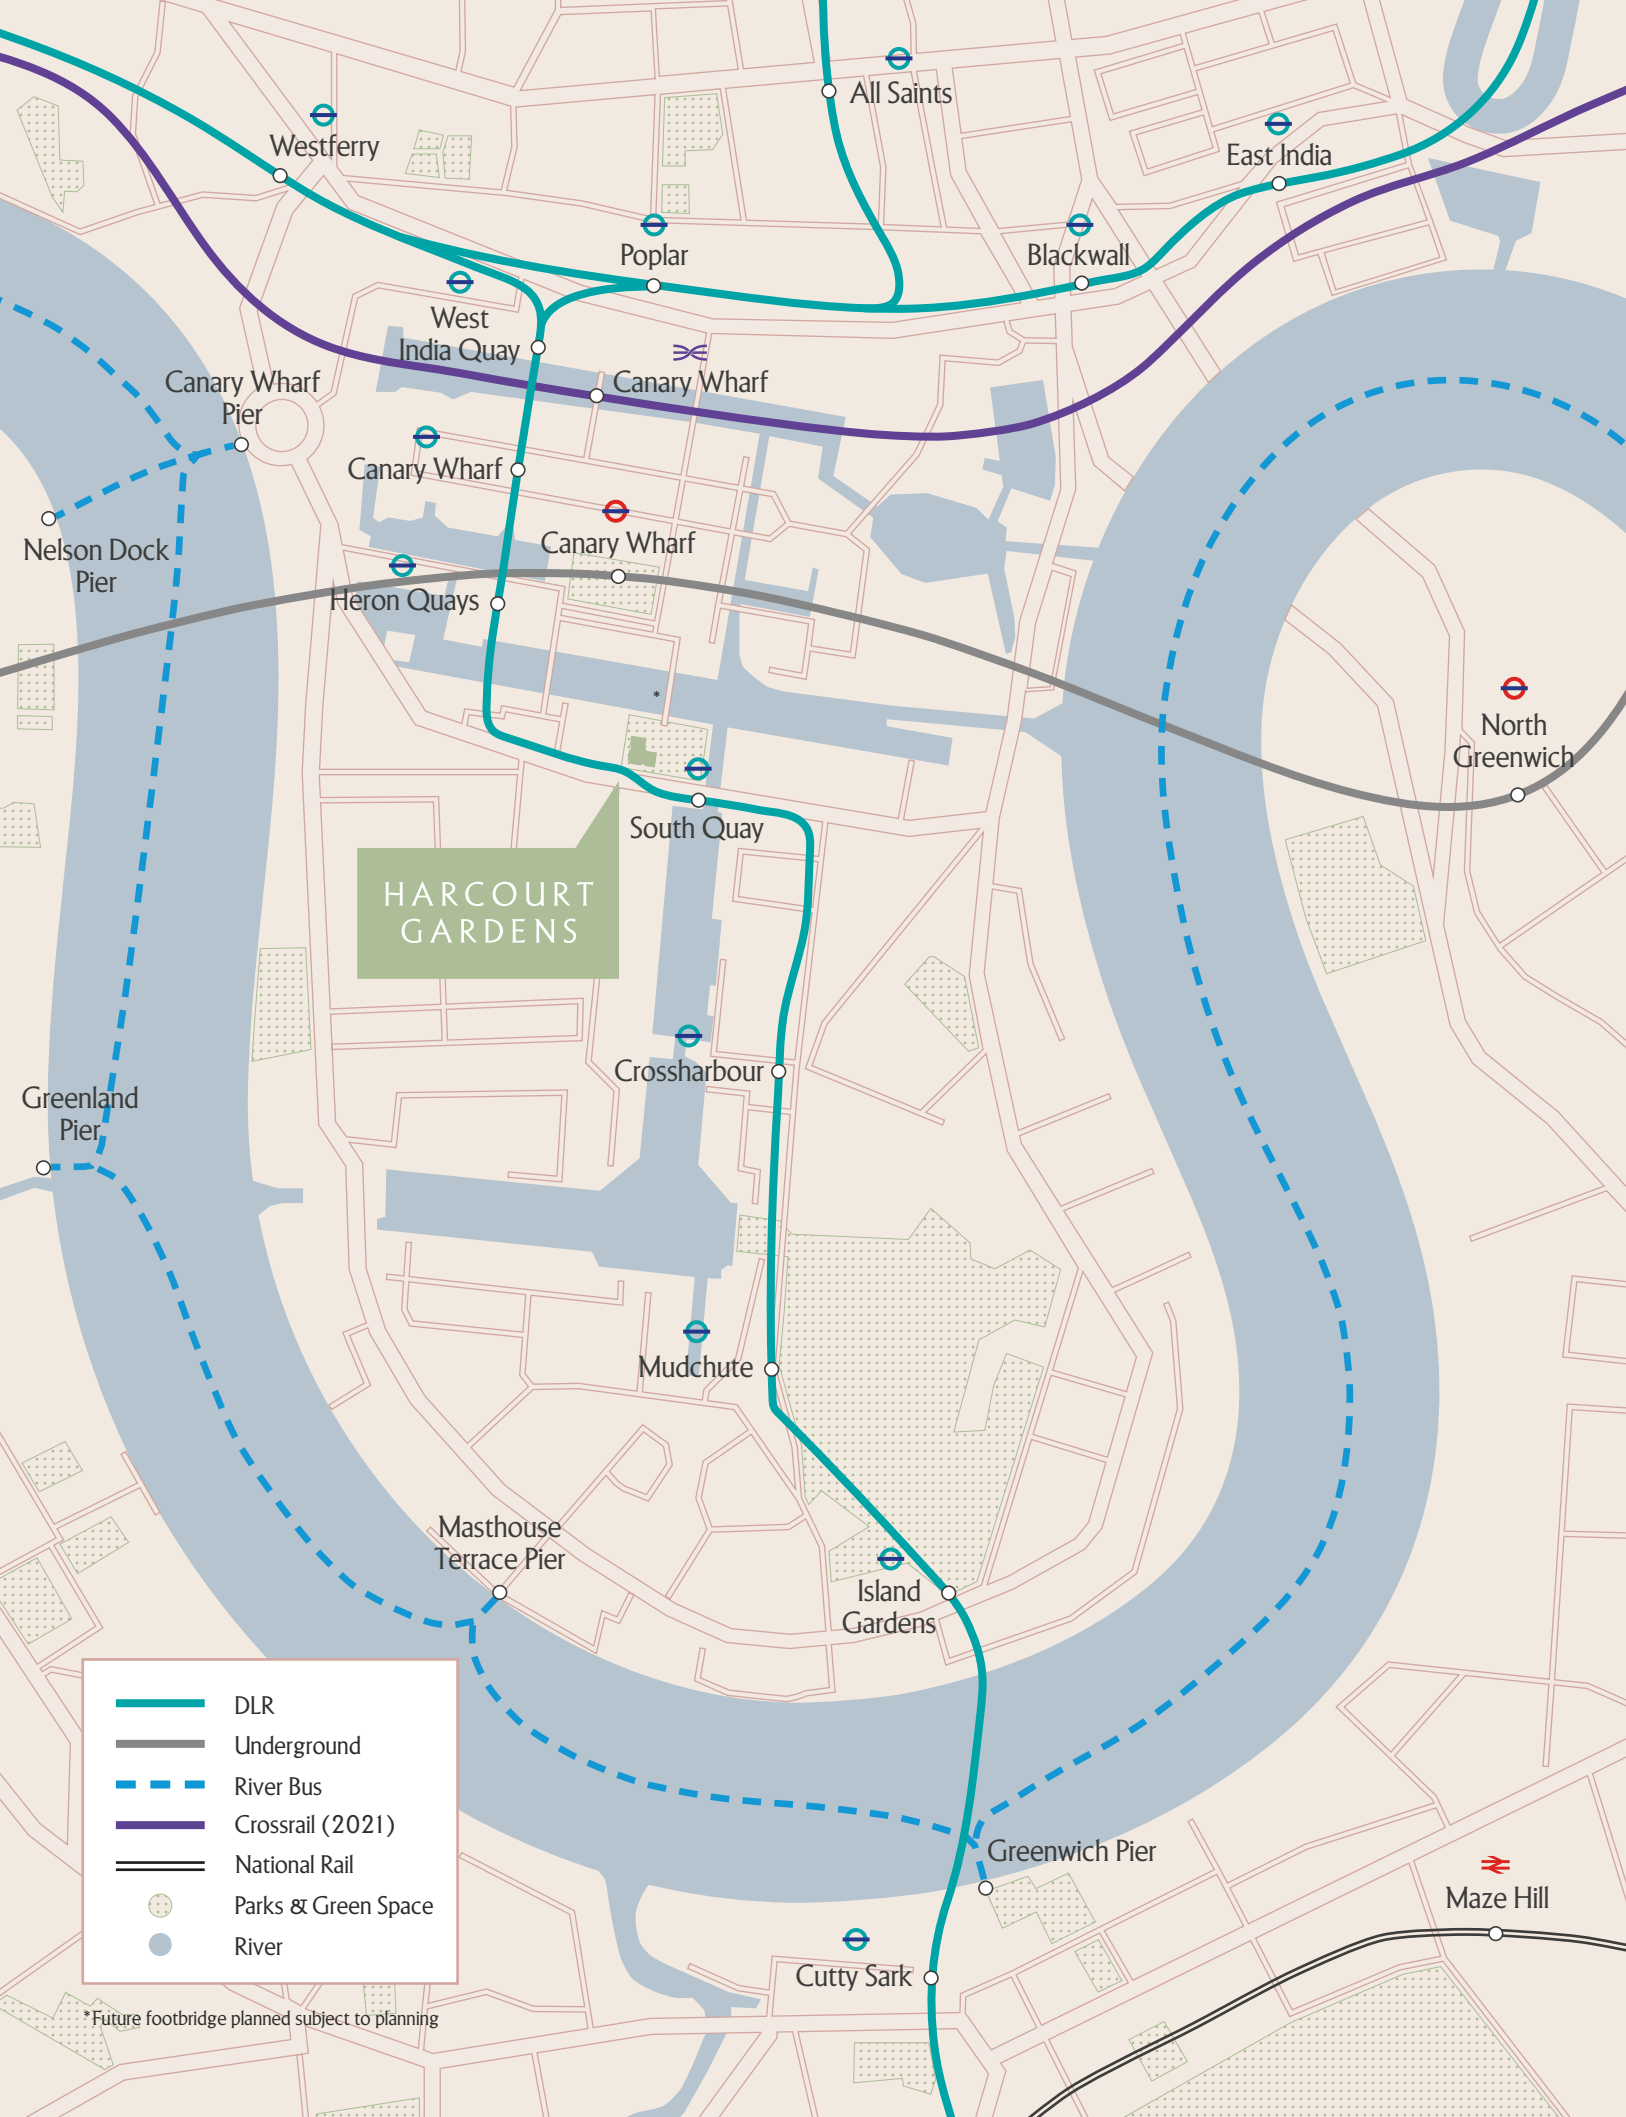 All Saints
Westferry
East India
Poplar
Blackwall
West
India Quay
Canary Wharf
Pier
Canary Wharf
Canary Wharf
Canary Wharf
Nelson Dock
Pier
Heron Quays
*
North
Greenwich
South Quay
HARCOURT
GARDENS
Crossharbour
Greenland
Pier
Mudchute
Masthouse
Terrace Pier
Island
Gardens
DLR
Underground
River Bus
Crossrail (2021)
National Rail
Parks & Green Space
River
Greenwich Pier
Maze Hill
Cutty Sark
*Future footbridge planned subject to planning